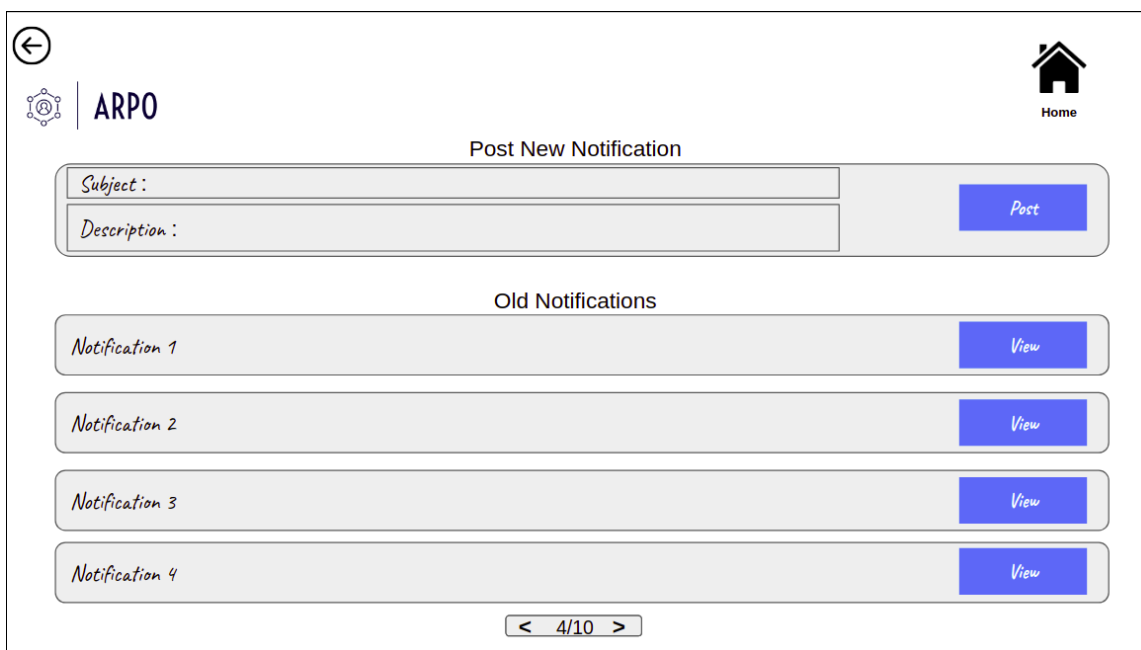 ARPO
Home
Post New Notification
Subject :
Description :
Post
Old Notifications
Notification 1
View
Notification 2
View
Notification 3
View
Notification 4
View
< 4/10 >